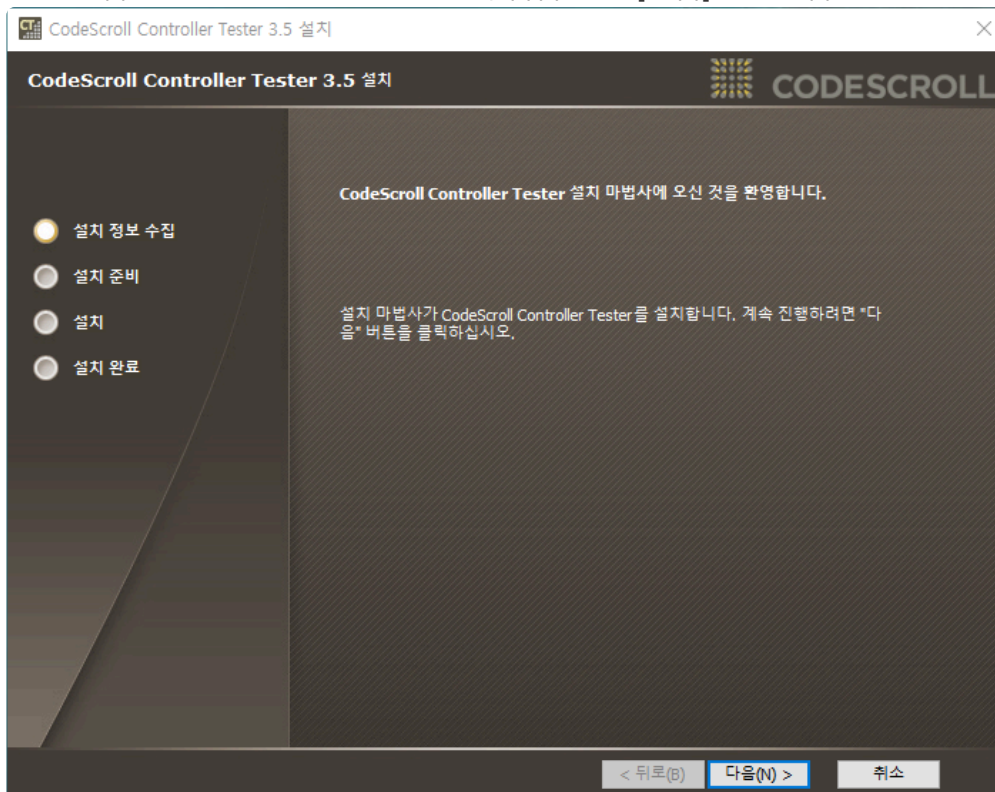 CodeScroll Controller Tester 3.5 설치
CodeScroll Controller Tester 3.5 설치
CODESCROLL
CodeScroll Controller Tester 설치 마법사에 오신 것을 환영합니다.
설치 정보 수집
설치 준비
설치
설치 완료
설치 마법사가 CodeScroll Controller Tester를 설치합니다. 계속 진행하려면 "다
음" 버튼을 클릭하십시오.
< 뒤로(B)
다음(N) >
취소